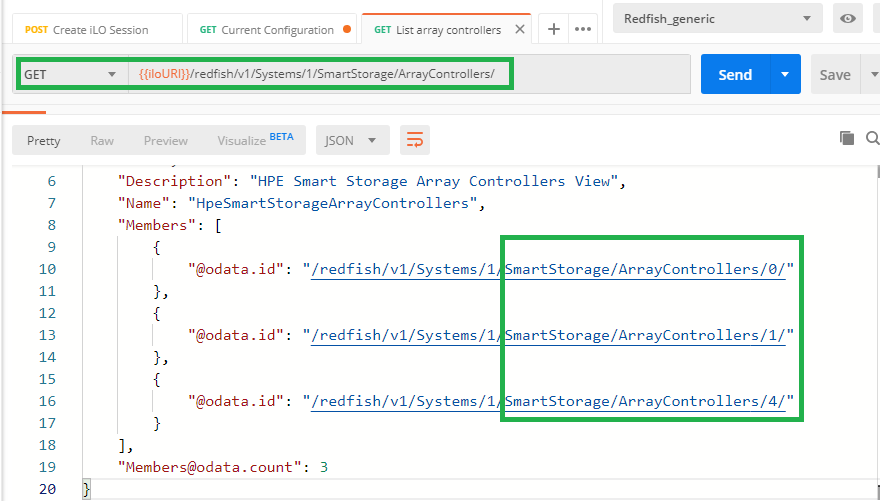 POST Create iLO Session
GET Current Configuration
GET List array controllers
Redfish_generic
GET {{iloURI}}/redfish/v1/Systems/1/SmartStorage/ArrayControllers/
Send
Save
Pretty Raw Preview Visualize BETA JSON
6 "Description": "HPE Smart Storage Array Controllers View",
7 "Name": "HpeSmartStorageArrayControllers",
8 "Members": [
9 {
10 "@odata.id": "/redfish/v1/Systems/1/SmartStorage/ArrayControllers/0/"
11 },
12 {
13 "@odata.id": "/redfish/v1/Systems/1/SmartStorage/ArrayControllers/1/"
14 },
15 {
16 "@odata.id": "/redfish/v1/Systems/1/SmartStorage/ArrayControllers/4/"
17 }
18 ],
19 "Members@odata.count": 3
20 }